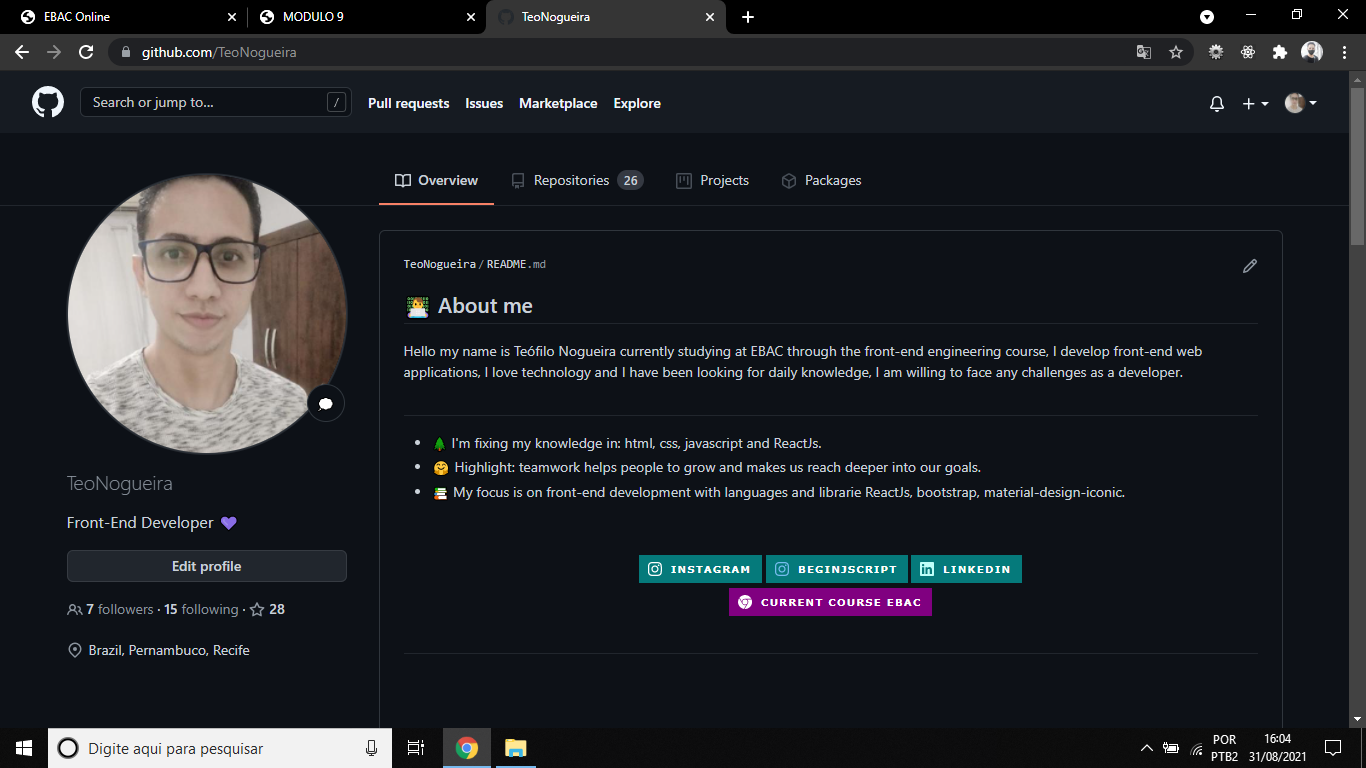 EBAC Online
MODULO 9
TeoNogueira
github.com/TeoNogueira
Search or jump to... /
Pull requests Issues Marketplace Explore
Overview Repositories 26 Projects Packages
TeoNogueira / README.md
About me
Hello my name is Teófilo Nogueira currently studying at EBAC through the front-end engineering course, I develop front-end web
applications, I love technology and I have been looking for daily knowledge, I am willing to face any challenges as a developer.
I'm fixing my knowledge in: html, css, javascript and ReactJs.
Highlight: teamwork helps people to grow and makes us reach deeper into our goals.
My focus is on front-end development with languages and librarie ReactJs, bootstrap, material-design-iconic.
INSTAGRAM BEGINJSCRIPT LINKEDIN
CURRENT COURSE EBAC
TeoNogueira
Front-End Developer
Edit profile
7 followers · 15 following · 28
Brazil, Pernambuco, Recife
Digite aqui para pesquisar
POR
PTB2
16:04
31/08/2021